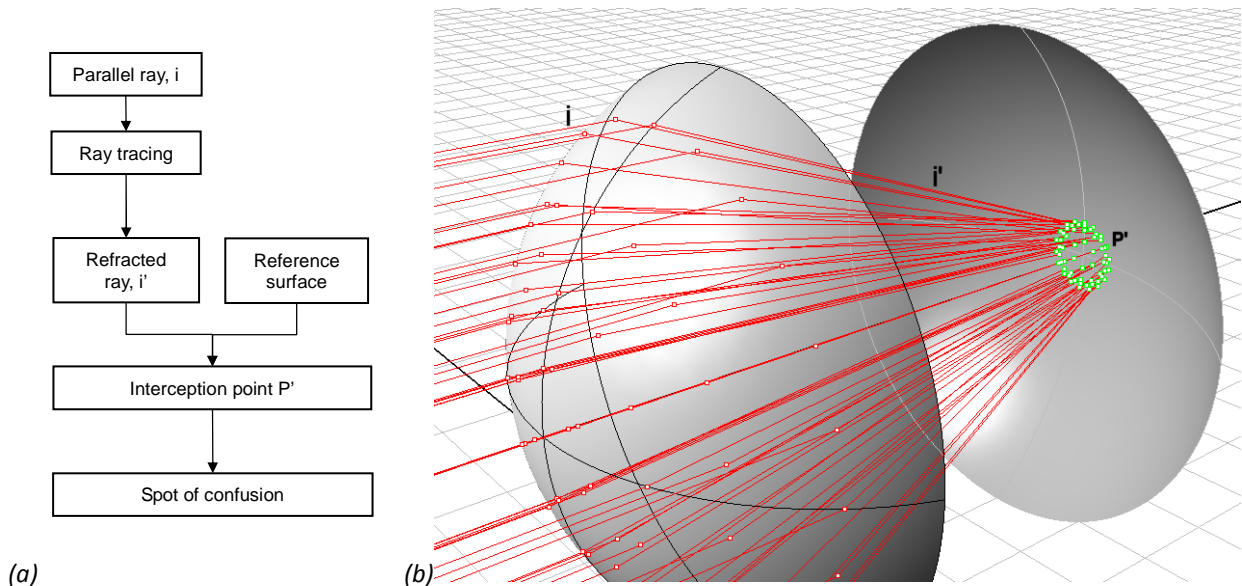 Parallel ray, i
Ray tracing
Refracted
ray, i’
Reference
surface
Interception point P’
Spot of confusion
(a)
i
i'
P'
(b)